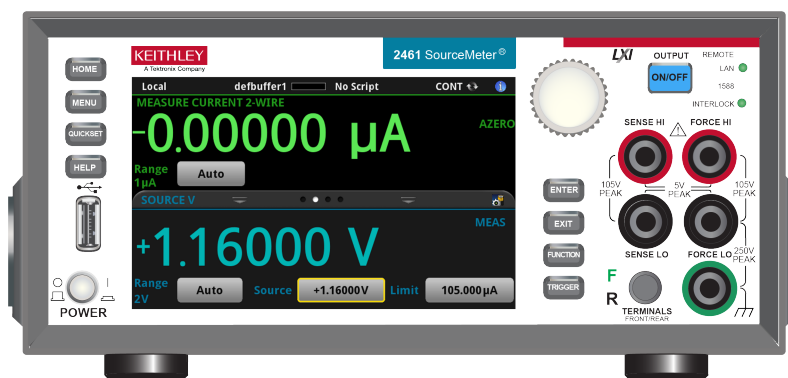 KEITHLEY
A Tektronix Company
2461 SourceMeter®
LXI
OUTPUT
ON/OFF
REMOTE
LAN
1588
INTERLOCK
HOME
MENU
QUICKSET
HELP
POWER
Local defbuffer1 No Script CONT
MEASURE CURRENT 2-WIRE
-0.00000 µA
AZERO
Range
1µA
Auto
SOURCE V
MEAS
+1.16000 V
Range
2V
Auto
Source
+1.16000V
Limit
105.000µA
ENTER
EXIT
FUNCTION
TRIGGER
SENSE HI
FORCE HI
105V
PEAK
5V
PEAK
105V
PEAK
SENSE LO
FORCE LO
250V
PEAK
F
R
TERMINALS
FRONT/REAR